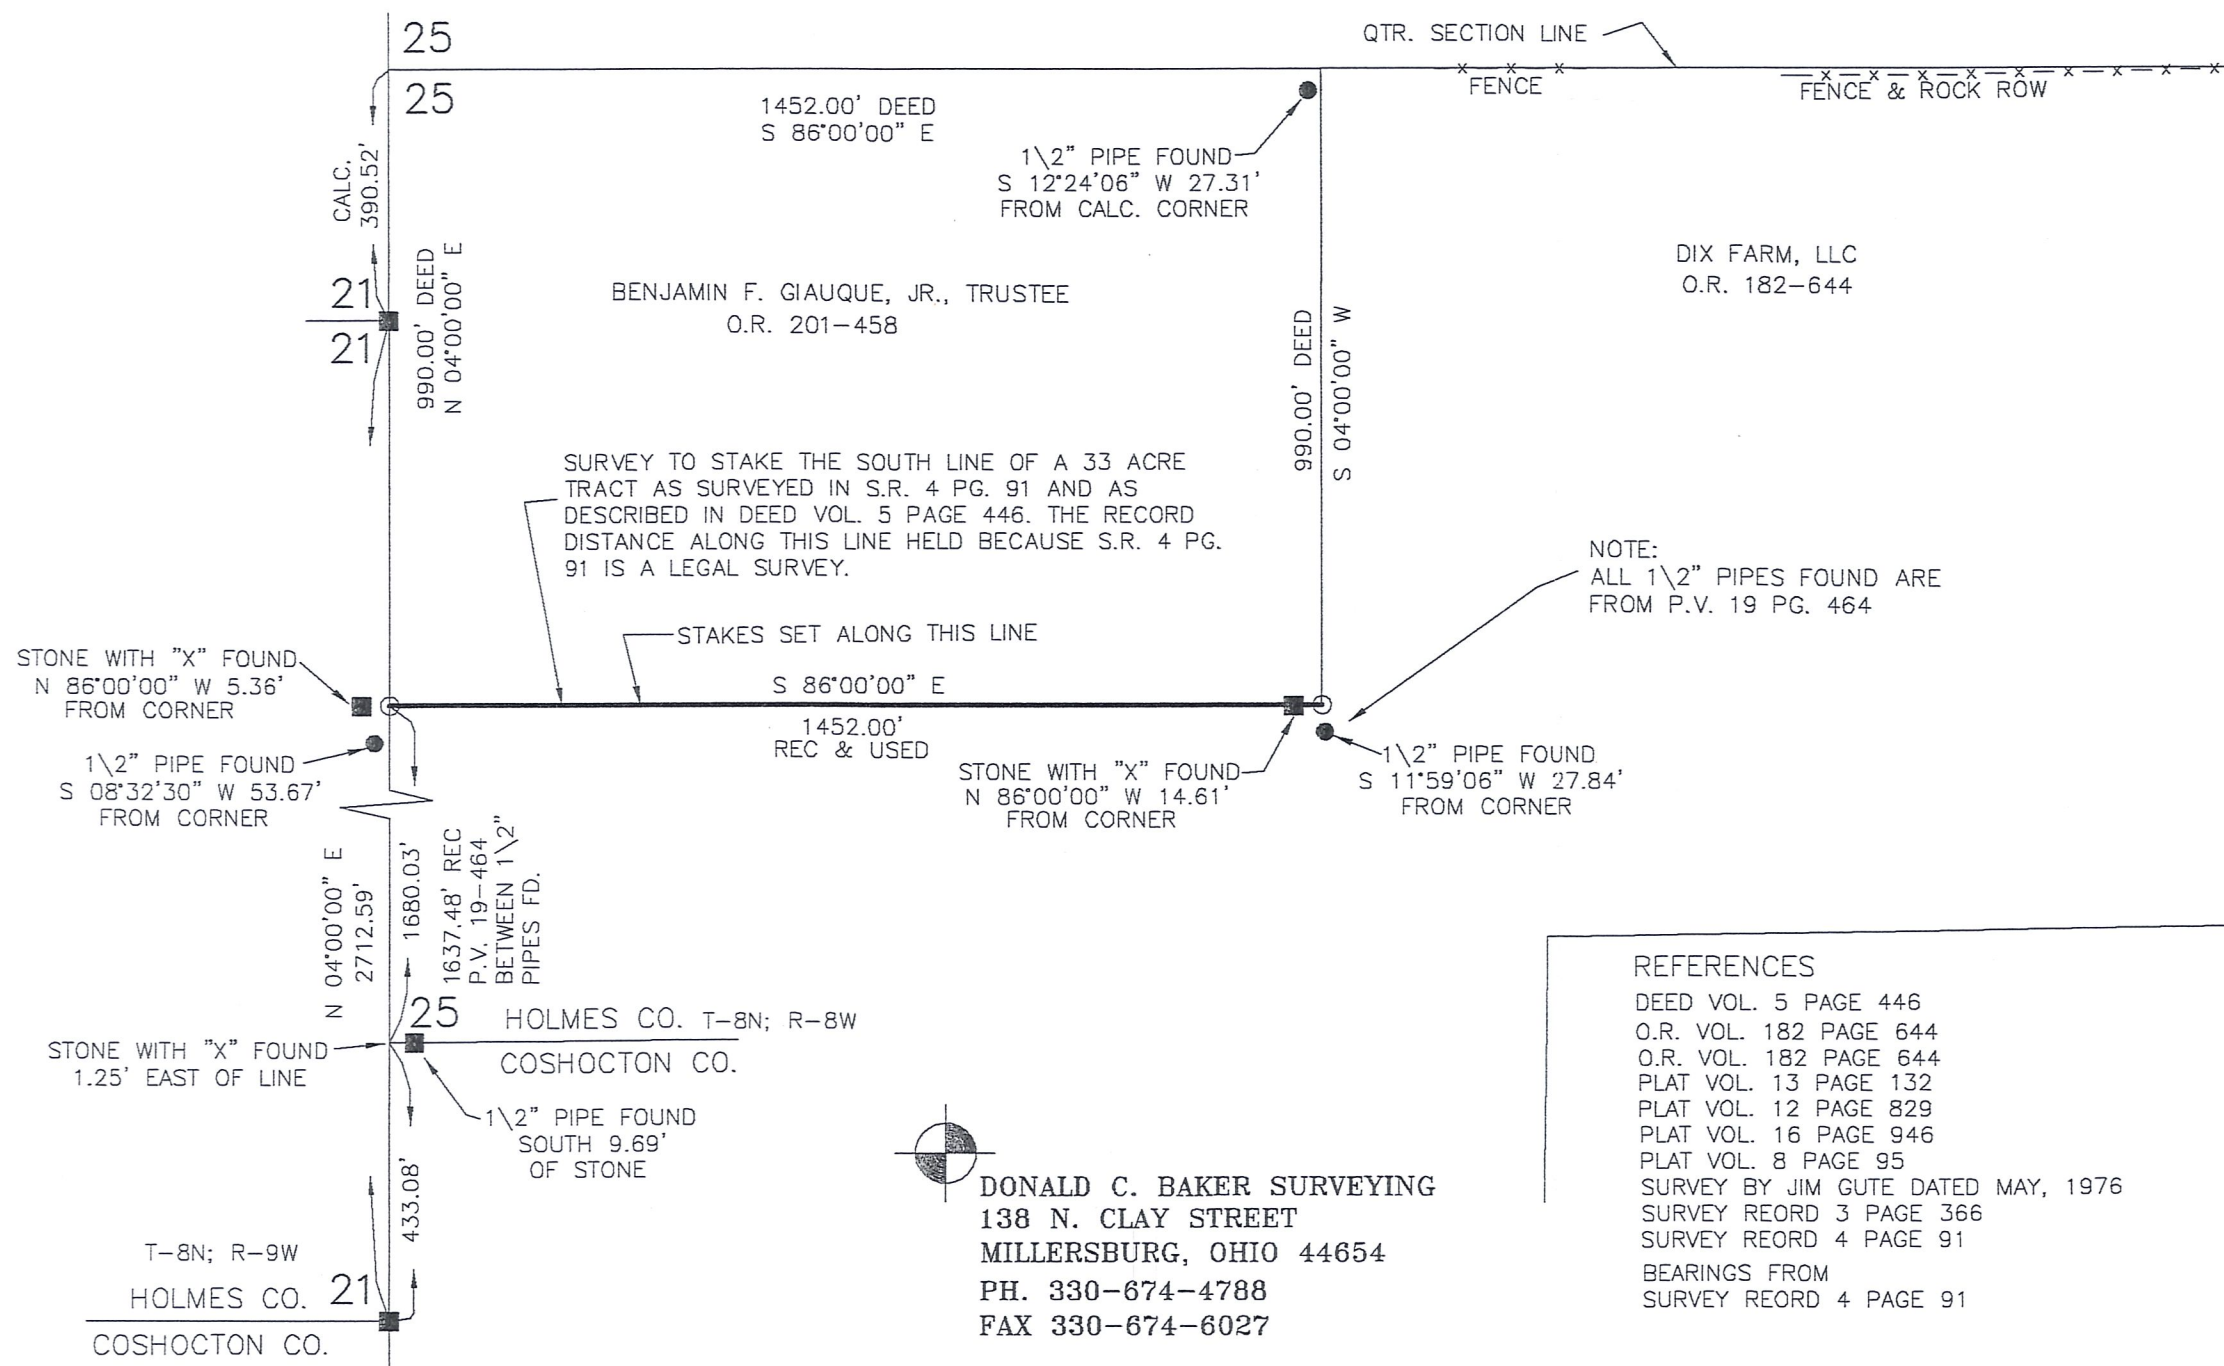 25
QTR. SECTION LINE
25
1452.00' DEED
S 86°00'00" E
FENCE
FENCE & ROCK ROW
1\2" PIPE FOUND
S 12°24'06" W 27.31'
FROM CALC. CORNER
CALC.
390.52'
990.00' DEED
N 04°00'00" E
21
21
BENJAMIN F. GIAUQUE, JR., TRUSTEE
O.R. 201-458
DIX FARM, LLC
O.R. 182-644
990.00' DEED
S 04°00'00" W
SURVEY TO STAKE THE SOUTH LINE OF A 33 ACRE
TRACT AS SURVEYED IN S.R. 4 PG. 91 AND AS
DESCRIBED IN DEED VOL. 5 PAGE 446. THE RECORD
DISTANCE ALONG THIS LINE HELD BECAUSE S.R. 4 PG.
91 IS A LEGAL SURVEY.
NOTE:
ALL 1\2" PIPES FOUND ARE
FROM P.V. 19 PG. 464
STAKES SET ALONG THIS LINE
STONE WITH "X" FOUND
N 86°00'00" W 5.36'
FROM CORNER
S 86°00'00" E
1452.00'
REC & USED
1\2" PIPE FOUND
S 08°32'30" W 53.67'
FROM CORNER
STONE WITH "X" FOUND
N 86°00'00" W 14.61'
FROM CORNER
1\2" PIPE FOUND
S 11°59'06" W 27.84'
FROM CORNER
N 04°00'00" E
2712.59'
1680.03'
1637.48' REC
P.V. 19-464
BETWEEN 1\2"
PIPES FD.
25
HOLMES CO. T-8N; R-8W
COSHOCTON CO.
STONE WITH "X" FOUND
1.25' EAST OF LINE
1\2" PIPE FOUND
SOUTH 9.69'
OF STONE
433.08'
T-8N; R-9W
HOLMES CO. 21
COSHOCTON CO.
DONALD C. BAKER SURVEYING
138 N. CLAY STREET
MILLERSBURG, OHIO 44654
PH. 330-674-4788
FAX 330-674-6027
REFERENCES
DEED VOL. 5 PAGE 446
O.R. VOL. 182 PAGE 644
O.R. VOL. 182 PAGE 644
PLAT VOL. 13 PAGE 132
PLAT VOL. 12 PAGE 829
PLAT VOL. 16 PAGE 946
PLAT VOL. 8 PAGE 95
SURVEY BY JIM GUTE DATED MAY, 1976
SURVEY REORD 3 PAGE 366
SURVEY REORD 4 PAGE 91
BEARINGS FROM
SURVEY REORD 4 PAGE 91